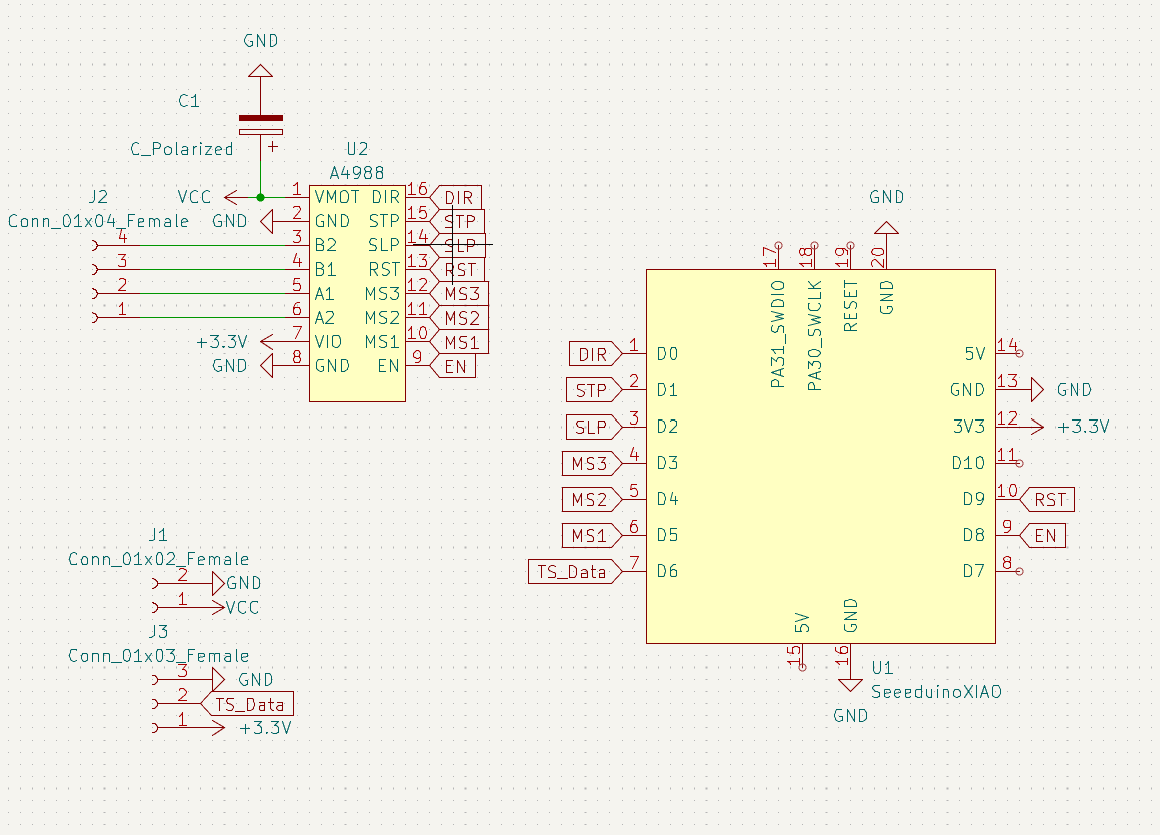 GND
C1
C_Polarized
+
U2
A4988
J2
Conn_01x04_Female
4
3
2
1
VCC
GND
+3.3V
GND
1 VMOT DIR 16 DIR
2 GND STP 15 STP
3 B2 SLP 14 SLP
4 B1 RST 13 RST
5 A1 MS3 12 MS3
6 A2 MS2 11 MS2
7 VIO MS1 10 MS1
8 GND EN 9 EN
GND
17 18 19 20
PA31_SWDIO PA30_SWCLK RESET GND
DIR 1 D0 5V 14
STP 2 D1 GND 13 GND
SLP 3 D2 3V3 12 +3.3V
MS3 4 D3 D10 11
MS2 5 D4 D9 10 RST
MS1 6 D5 D8 9 EN
TS_Data 7 D6 D7 8
5V GND
15 16
U1
SeeeduinoXIAO
GND
J1
Conn_01x02_Female
2 GND
1 VCC
J3
Conn_01x03_Female
3 GND
2 TS_Data
1 +3.3V